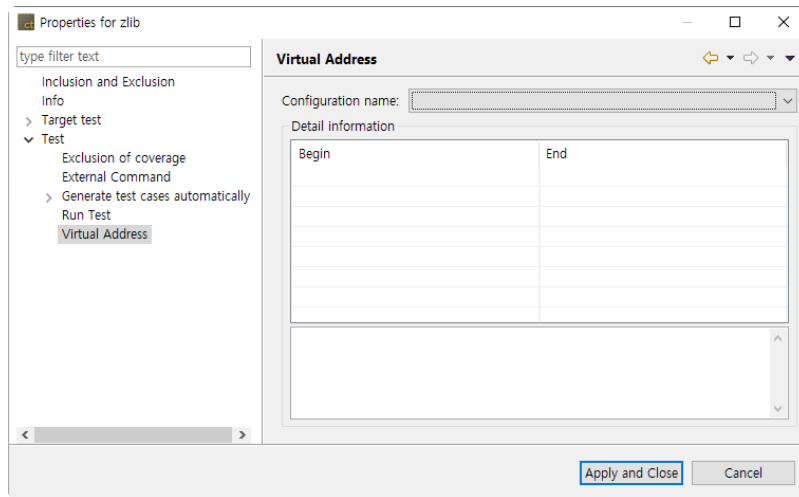 ct Properties for zlib
type filter text
Inclusion and Exclusion
Info
Target test
Test
Exclusion of coverage
External Command
Generate test cases automatically
Run Test
Virtual Address
Virtual Address
Configuration name:
Detail information
Begin End
Apply and Close Cancel